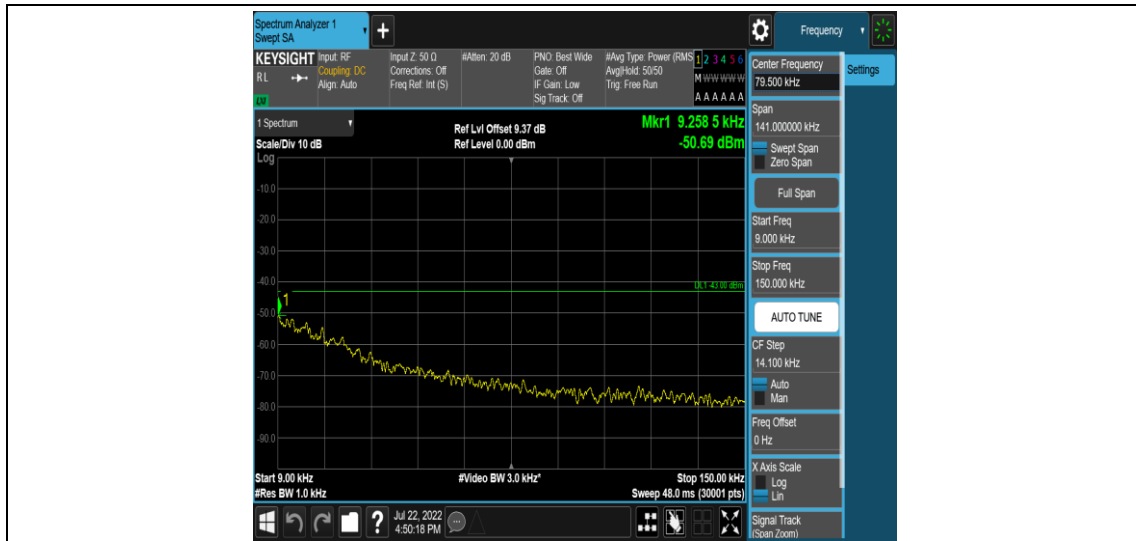 Spectrum Analyzer 1
Swept SA
+
Frequency
KEYSIGHT
RL
LXI
Input: RF
Coupling: DC
Align: Auto
Input Z: 50 Ω
Corrections: Off
Freq Ref: Int (S)
#Atten: 20 dB
PNO: Best Wide
Gate: Off
IF Gain: Low
Sig Track: Off
#Avg Type: Power (RMS
Avg|Hold: 50/50
Trig: Free Run
1 2 3 4 5 6
M W W W W W
A A A A A A
1 Spectrum
Scale/Div 10 dB
Log
Ref Lvl Offset 9.37 dB
Ref Level 0.00 dBm
Mkr1 9.258 5 kHz
-50.69 dBm
-10.0
-20.0
-30.0
-40.0
DL1 -43.00 dBm
1
-50.0
-60.0
-70.0
-80.0
-90.0
Start 9.00 kHz
#Res BW 1.0 kHz
#Video BW 3.0 kHz*
Stop 150.00 kHz
Sweep 48.0 ms (30001 pts)
?
Jul 22, 2022
4:50:18 PM
Center Frequency
79.500 kHz
Settings
Span
141.000000 kHz
Swept Span
Zero Span
Full Span
Start Freq
9.000 kHz
Stop Freq
150.000 kHz
AUTO TUNE
CF Step
14.100 kHz
Auto
Man
Freq Offset
0 Hz
X Axis Scale
Log
Lin
Signal Track
(Span Zoom)